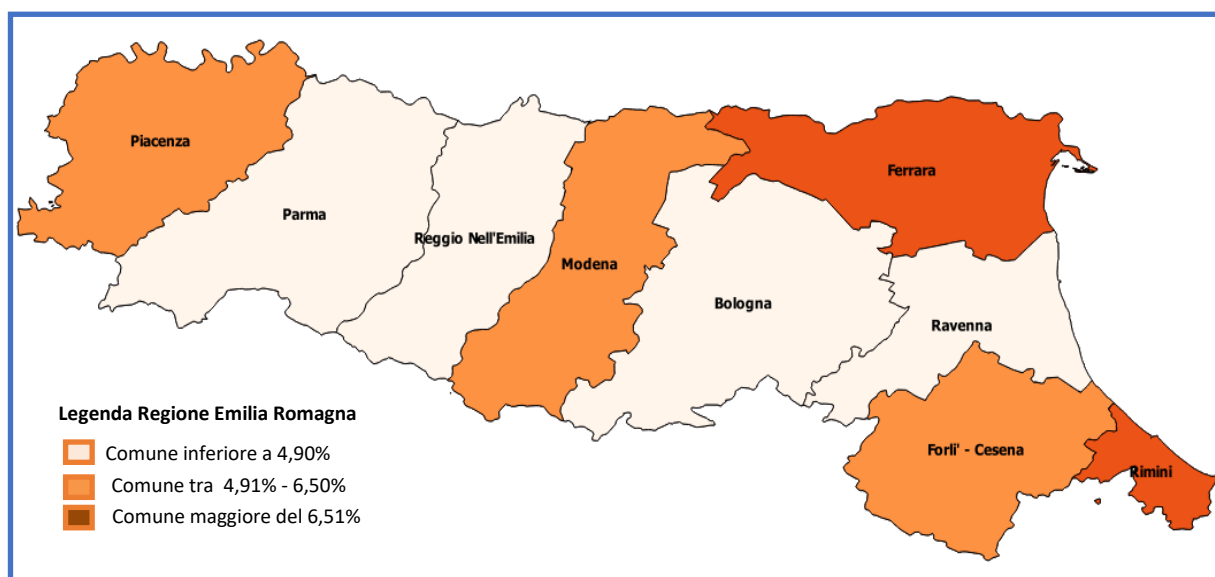 Piacenza
Ferrara
Parma
Reggio Nell'Emilia
Modena
Bologna
Ravenna
Forli' - Cesena
Rimini
Legenda Regione Emilia Romagna
Comune inferiore a 4,90%
Comune tra 4,91% - 6,50%
Comune maggiore del 6,51%